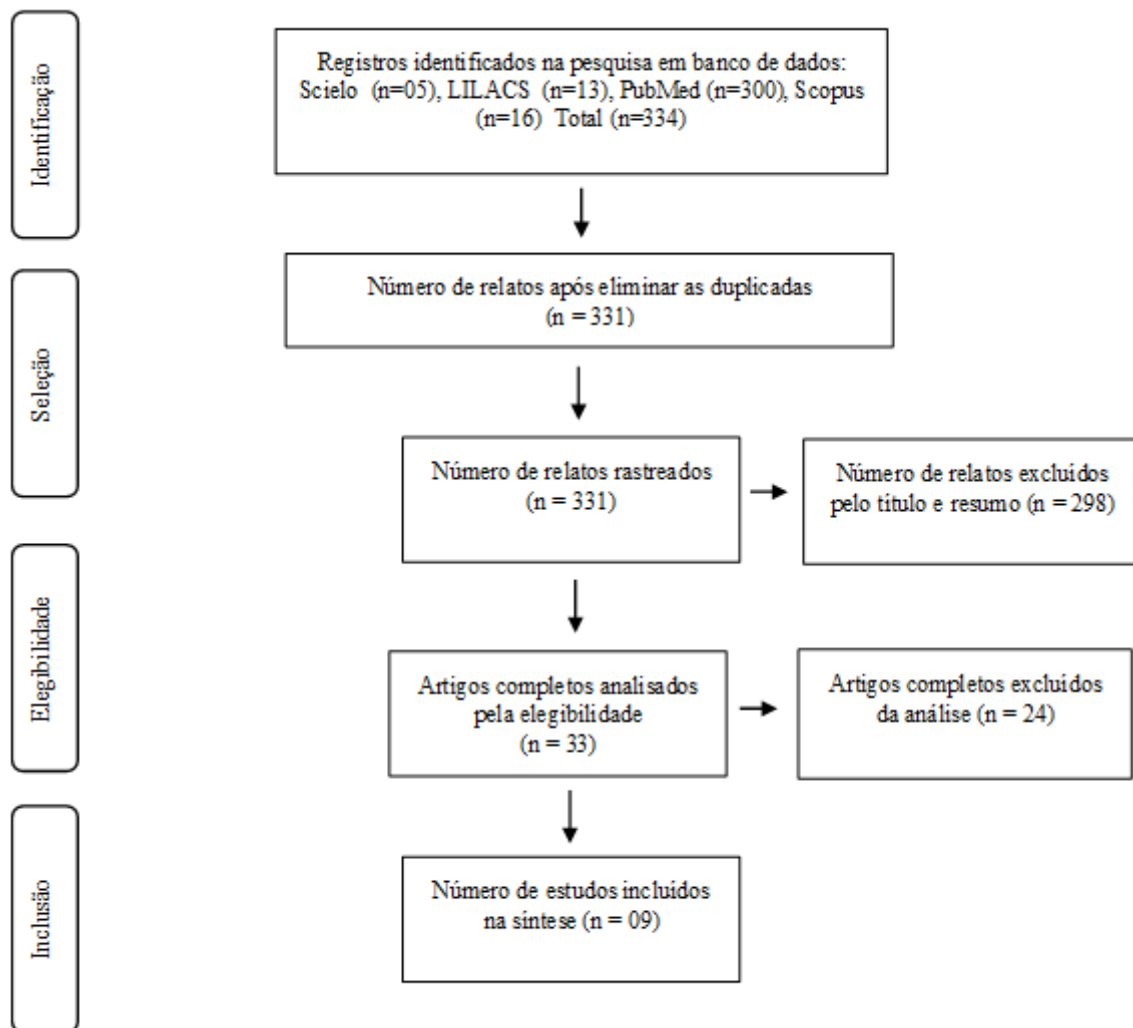 Identificação
Registros identificados na pesquisa em banco de dados:
Scielo (n=05), LILACS (n=13), PubMed (n=300), Scopus
(n=16) Total (n=334)
Seleção
Número de relatos após eliminar as duplicadas
(n = 331)
Número de relatos rastreados
(n = 331)
Número de relatos excluídos
pelo título e resumo (n = 298)
Elegibilidade
Artigos completos analisados
pela elegibilidade
(n = 33)
Artigos completos excluídos
da análise (n = 24)
Inclusão
Número de estudos incluídos
na síntese (n = 09)